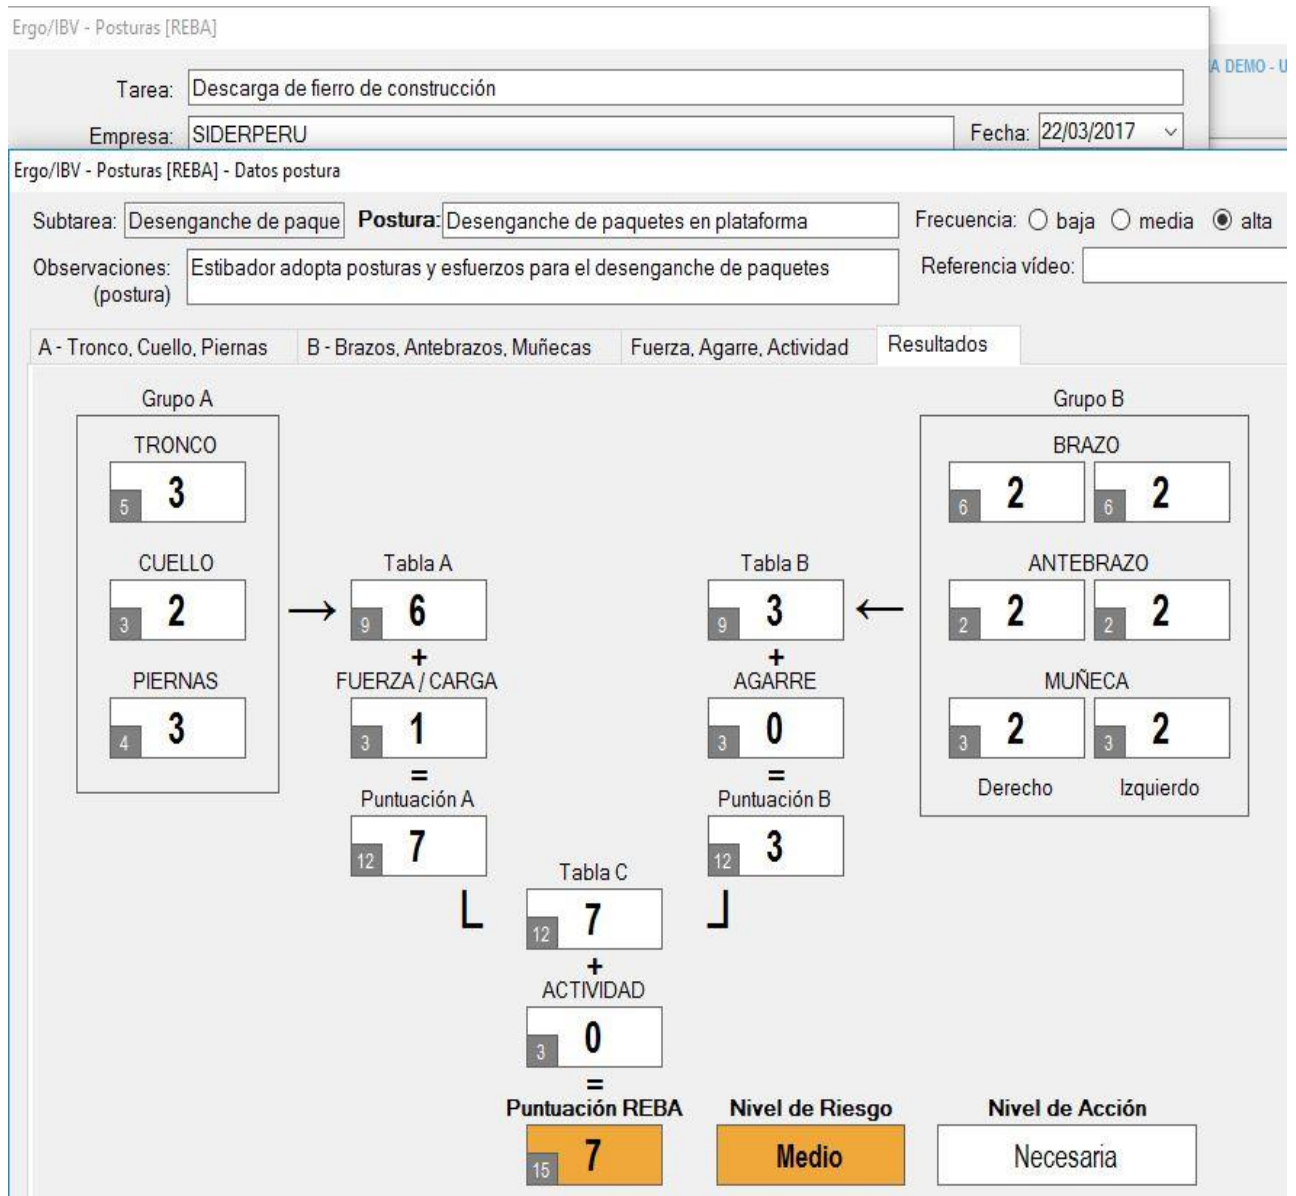 Ergo/IBV - Posturas [REBA]
A DEMO - U
Tarea: Descarga de fierro de construcción
Empresa: SIDERPERU Fecha: 22/03/2017
Ergo/IBV - Posturas [REBA] - Datos postura
Subtarea: Desenganche de paque Postura: Desenganche de paquetes en plataforma Frecuencia: baja media alta
Observaciones: Estibador adopta posturas y esfuerzos para el desenganche de paquetes Referencia vídeo:
(postura)
A - Tronco, Cuello, Piernas B - Brazos, Antebrazos, Muñecas Fuerza, Agarre, Actividad Resultados
Grupo A Grupo B
TRONCO BRAZO
5 3 6 2 6 2
CUELLO Tabla A Tabla B ANTEBRAZO
3 2 → 9 6 9 3 ← 2 2 2 2
+ +
PIERNAS FUERZA / CARGA AGARRE MUÑECA
4 3 3 1 3 0 3 2 3 2
= =
Puntuación A Puntuación B Derecho Izquierdo
12 7 12 3
Tabla C
12 7
+
ACTIVIDAD
3 0
=
Puntuación REBA Nivel de Riesgo Nivel de Acción
15 7 Medio Necesaria